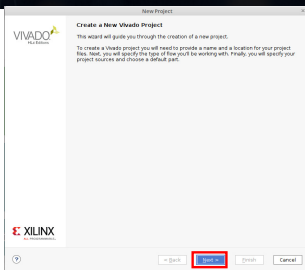 New Project
VIVADO
HLx Editions
Create a New Vivado Project
This wizard will guide you through the creation of a new project.
To create a Vivado project you will need to provide a name and a location for your project
files. Next, you will specify the type of flow you'll be working with. Finally, you will specify your
project sources and choose a default part.
XILINX
ALL PROGRAMMABLE
? < Back Next > Finish Cancel